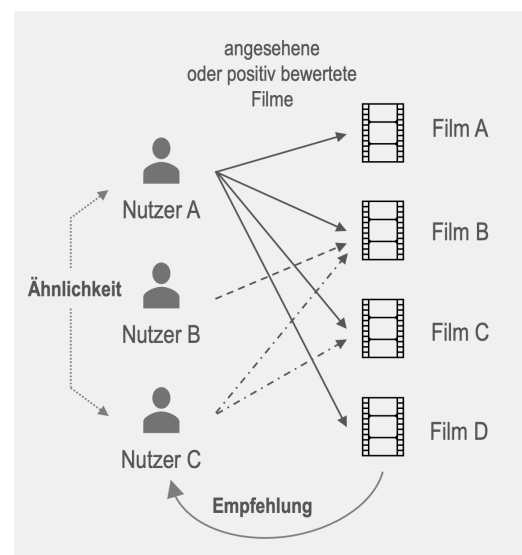 angesehene
oder positiv bewertete
Filme
Film A
Nutzer A
Film B
Ähnlichkeit
Nutzer B
Film C
Nutzer C
Film D
Empfehlung